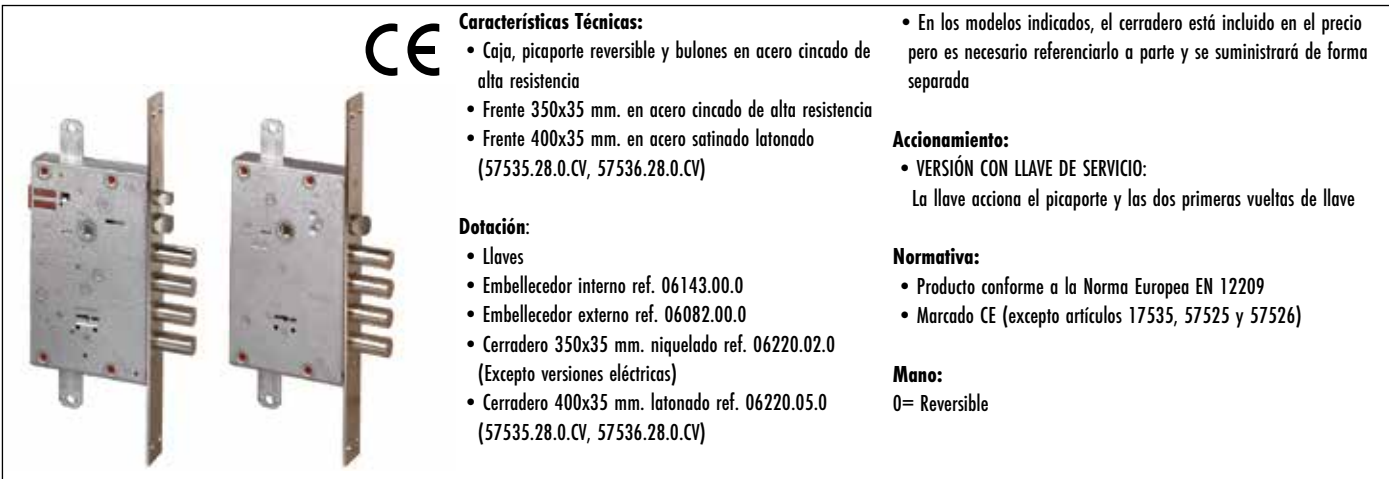 CE
Características Técnicas:
• Caja, picaporte reversible y bulones en acero cincado de
alta resistencia
• Frente 350x35 mm. en acero cincado de alta resistencia
• Frente 400x35 mm. en acero satinado latonado
(57535.28.0.CV, 57536.28.0.CV)
Dotación:
• Llaves
• Embellecedor interno ref. 06143.00.0
• Embellecedor externo ref. 06082.00.0
• Cerradero 350x35 mm. niquelado ref. 06220.02.0
(Excepto versiones eléctricas)
• Cerradero 400x35 mm. latonado ref. 06220.05.0
(57535.28.0.CV, 57536.28.0.CV)
• En los modelos indicados, el cerradero está incluido en el precio
pero es necesario referenciarlo a parte y se suministrará de forma
separada
Accionamiento:
• VERSIÓN CON LLAVE DE SERVICIO:
La llave acciona el picaporte y las dos primeras vueltas de llave
Normativa:
• Producto conforme a la Norma Europea EN 12209
• Marcado CE (excepto artículos 17535, 57525 y 57526)
Mano:
0= Reversible